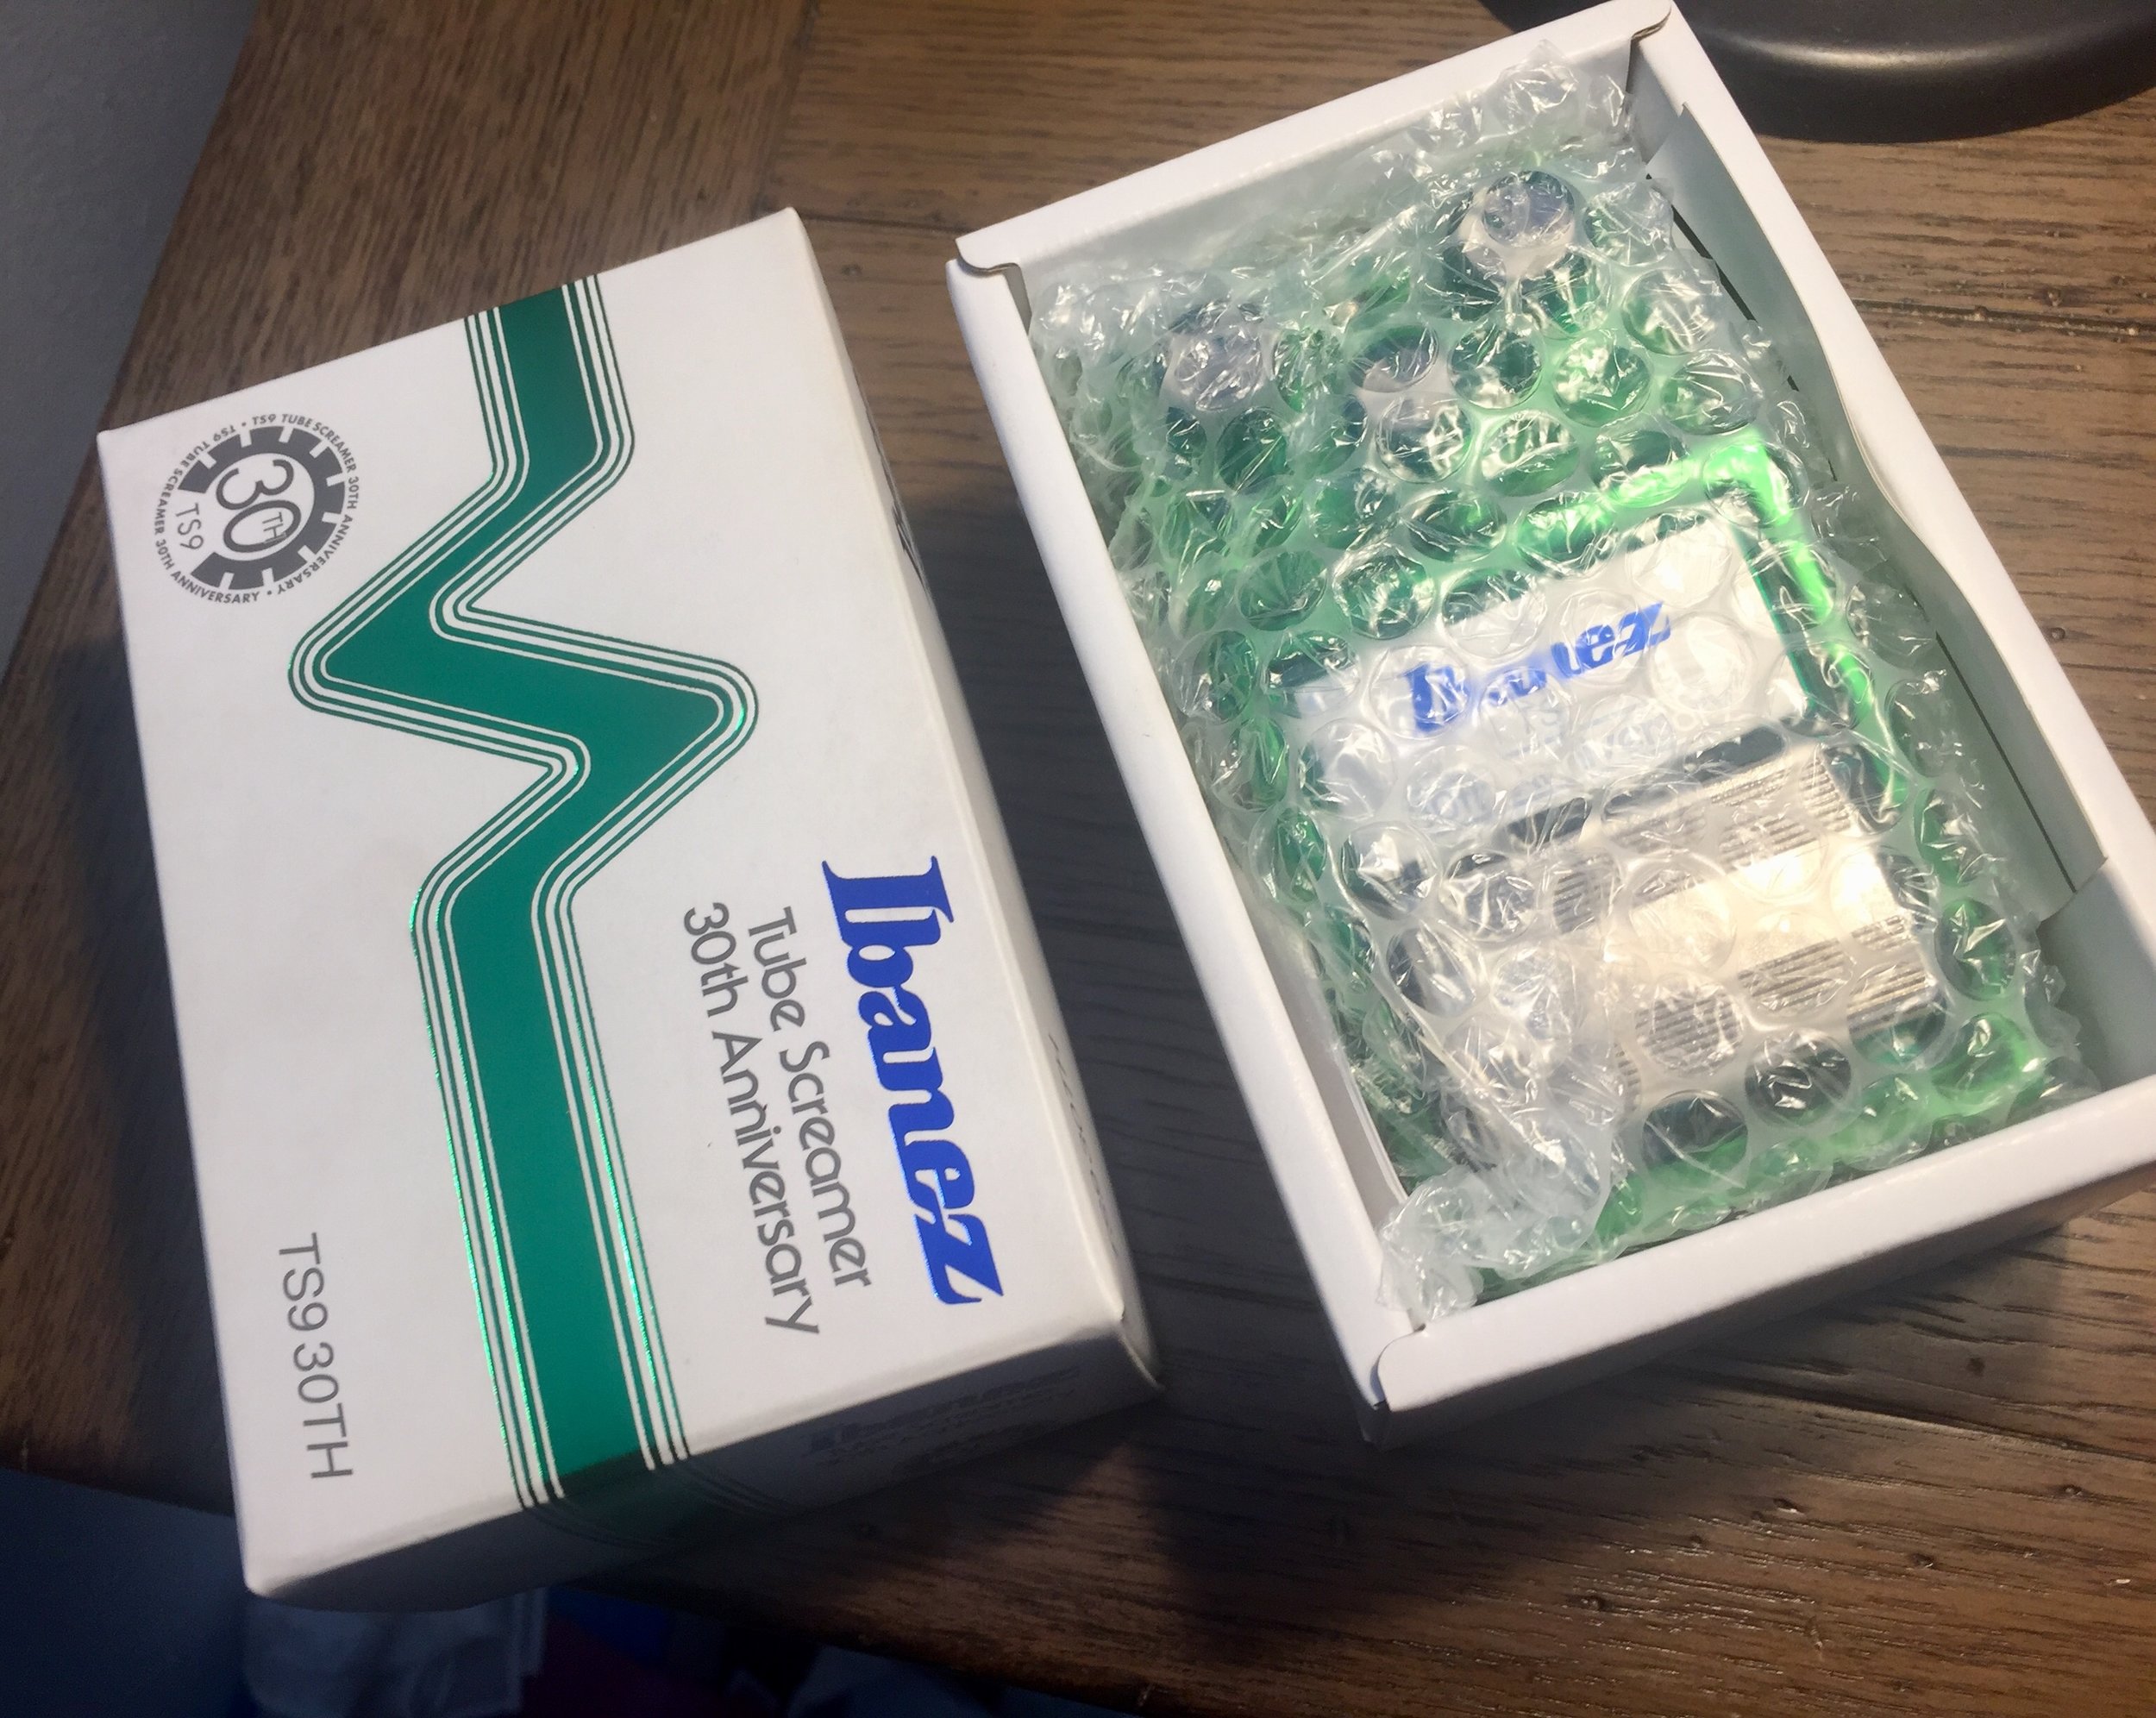 Ibanez
Tube Screamer
30th Anniversary
TS9 30TH
TS9 TUBE SCREAMER 30TH ANNIVERSARY • TS9 TUBE SCREAMER 30TH ANNIVERSARY •
30TH
TS9
Ibanez